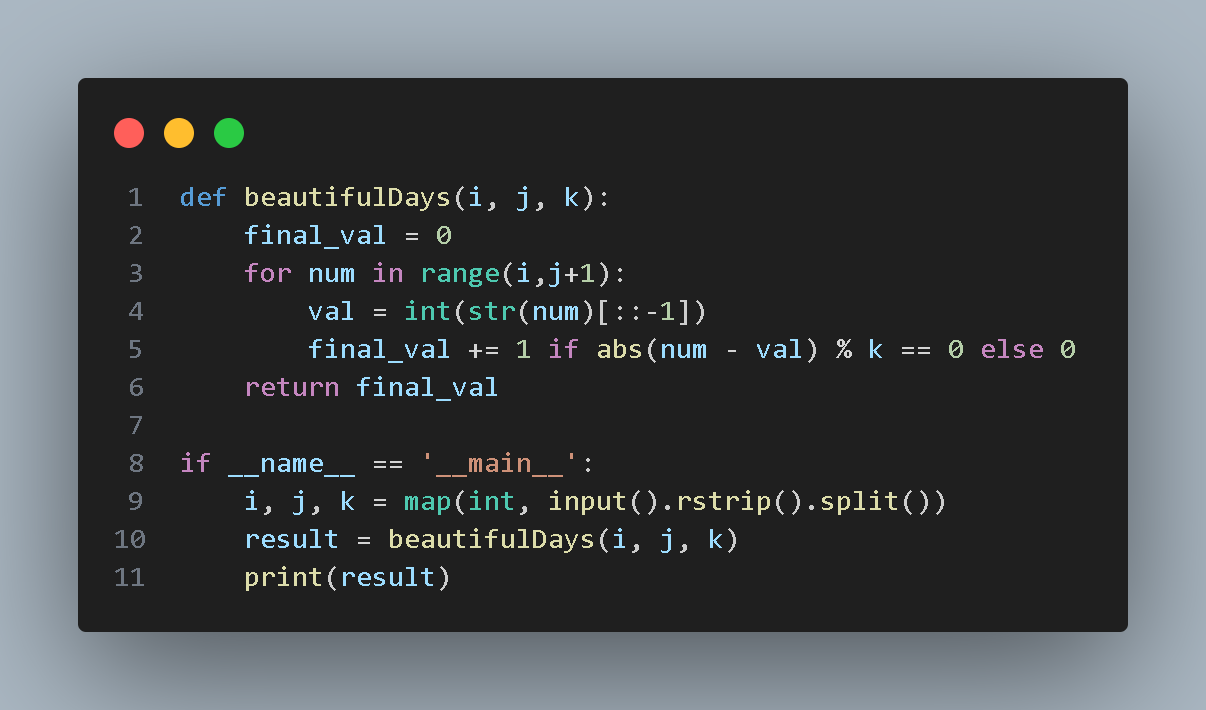 1 def beautifulDays(i, j, k):
2     final_val = 0
3     for num in range(i,j+1):
4         val = int(str(num)[::-1])
5         final_val += 1 if abs(num - val) % k == 0 else 0
6     return final_val
7
8 if __name__ == '__main__':
9     i, j, k = map(int, input().rstrip().split())
10     result = beautifulDays(i, j, k)
11     print(result)